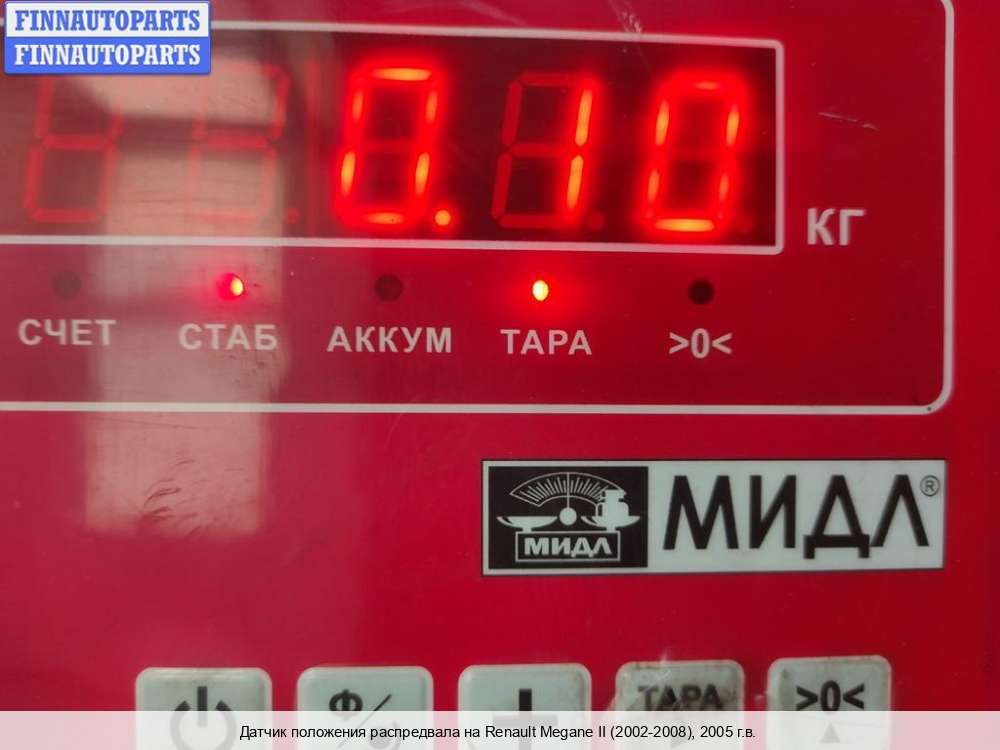 FINNAUTOPARTS
FINNAUTOPARTS
0.10
КГ
СЧЕТ СТАБ АККУМ ТАРА >0<
МИДЛ МИДЛ®
Ф/ + ТАРА >0<
Датчик положения распредвала на Renault Megane II (2002-2008), 2005 г.в.